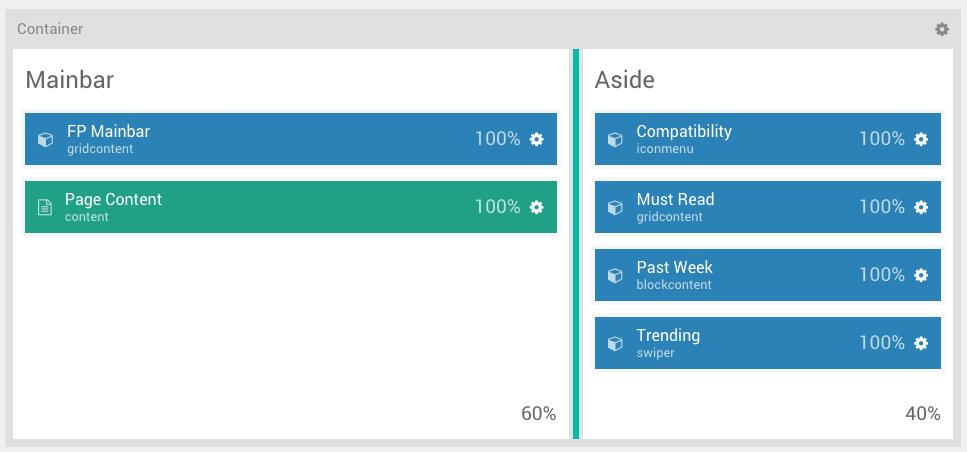 Container
Mainbar
FP Mainbar
gridcontent
100%
Page Content
content
100%
60%
Aside
Compatibility
iconmenu
100%
Must Read
gridcontent
100%
Past Week
blockcontent
100%
Trending
swiper
100%
40%